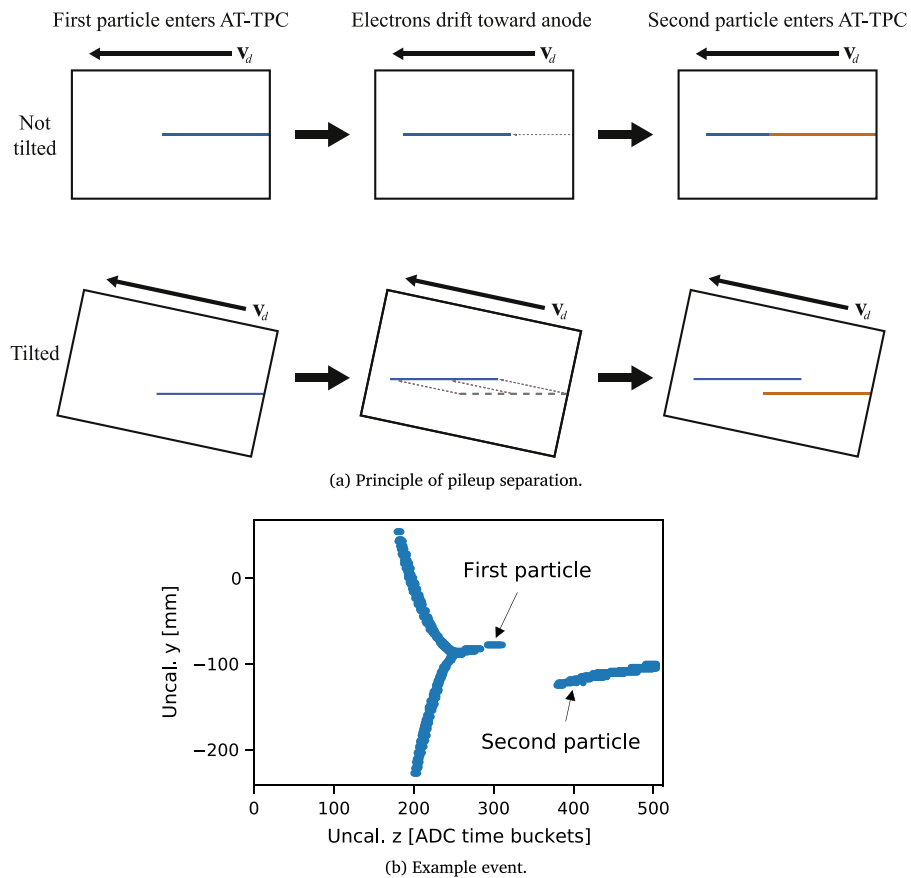 First particle enters AT-TPC
Electrons drift toward anode
Second particle enters AT-TPC
v_d
v_d
v_d
Not
tilted
v_d
v_d
v_d
Tilted
(a) Principle of pileup separation.
0
−100
−200
Uncal. y [mm]
First particle
Second particle
0 100 200 300 400 500
Uncal. z [ADC time buckets]
(b) Example event.